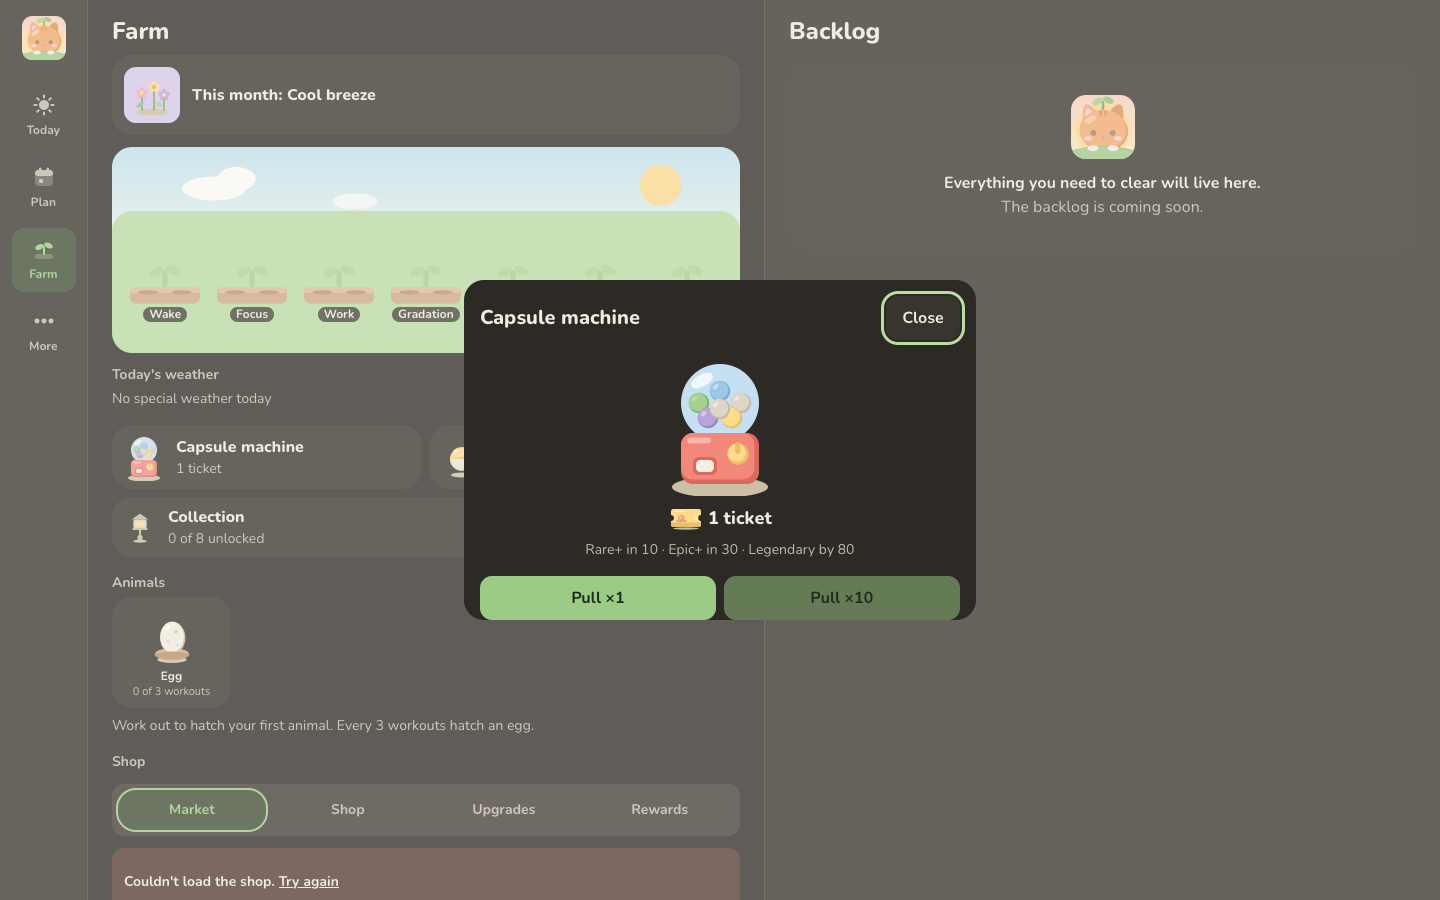 Farm
Backlog
This month: Cool breeze
Today
Plan
Farm
More
Everything you need to clear will live here.
The backlog is coming soon.
Wake
Focus
Work
Gradation
Today's weather
No special weather today
Capsule machine
1 ticket
Collection
0 of 8 unlocked
Capsule machine
Close
1 ticket
Rare+ in 10 · Epic+ in 30 · Legendary by 80
Pull ×1
Pull ×10
Animals
Egg
0 of 3 workouts
Work out to hatch your first animal. Every 3 workouts hatch an egg.
Shop
Market
Shop
Upgrades
Rewards
Couldn't load the shop. Try again